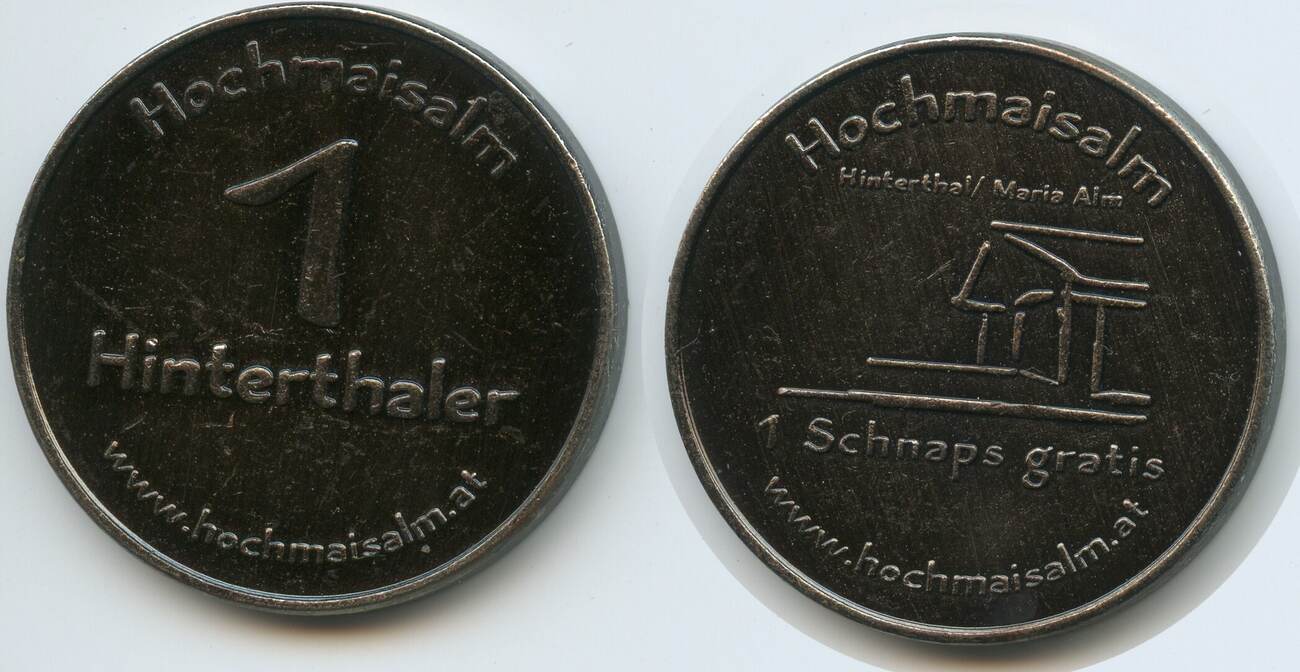 Hochmaisalm
1
Hinterthaler
www.hochmaisalm.at
Hochmaisalm
Hinterthal/ Maria Alm
1 Schnaps gratis
www.hochmaisalm.at